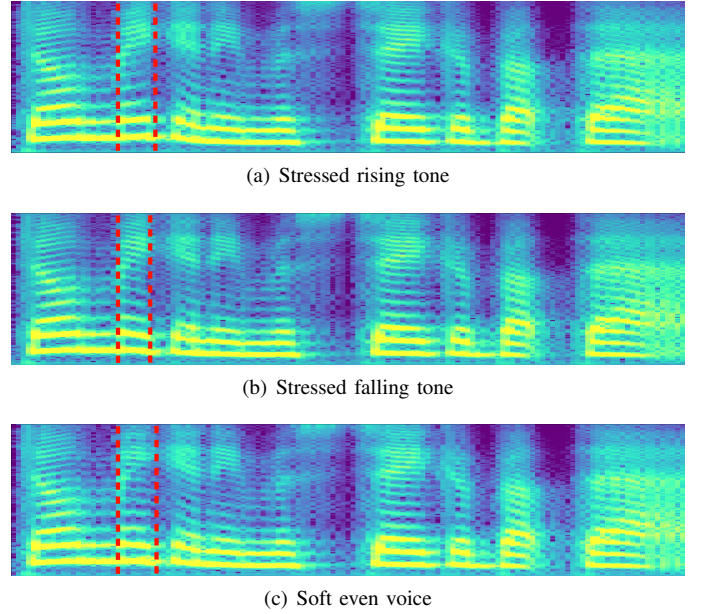 (a) Stressed rising tone
(b) Stressed falling tone
(c) Soft even voice